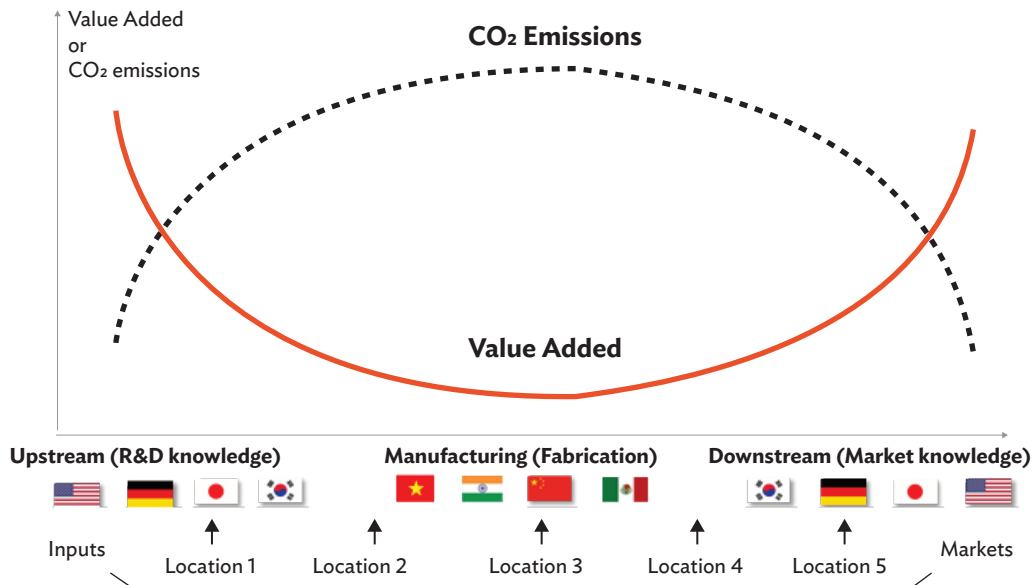 Value Added
or
CO₂ emissions
CO₂ Emissions
Value Added
Upstream (R&D knowledge)
Manufacturing (Fabrication)
Downstream (Market knowledge)
Inputs
Location 1
Location 2
Location 3
Location 4
Location 5
Markets